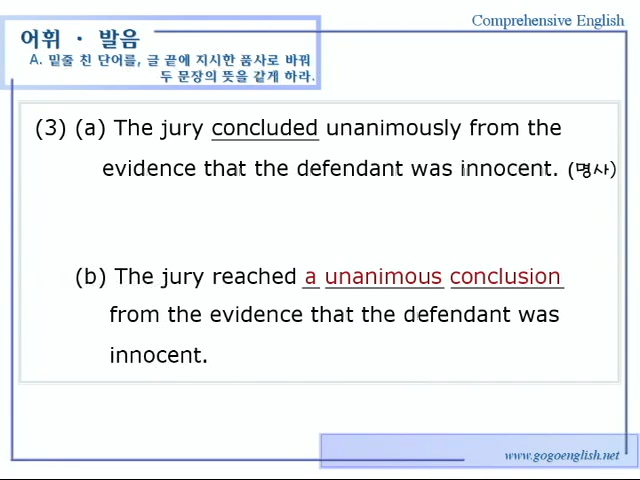 Comprehensive English
어휘 · 발음
A. 밑줄 친 단어를, 글 끝에 지시한 품사로 바꿔
두 문장의 뜻을 같게 하라.
(3) (a) The jury concluded unanimously from the
evidence that the defendant was innocent. (명사)
(b) The jury reached a unanimous conclusion
from the evidence that the defendant was
innocent.
www.gogoenglish.net